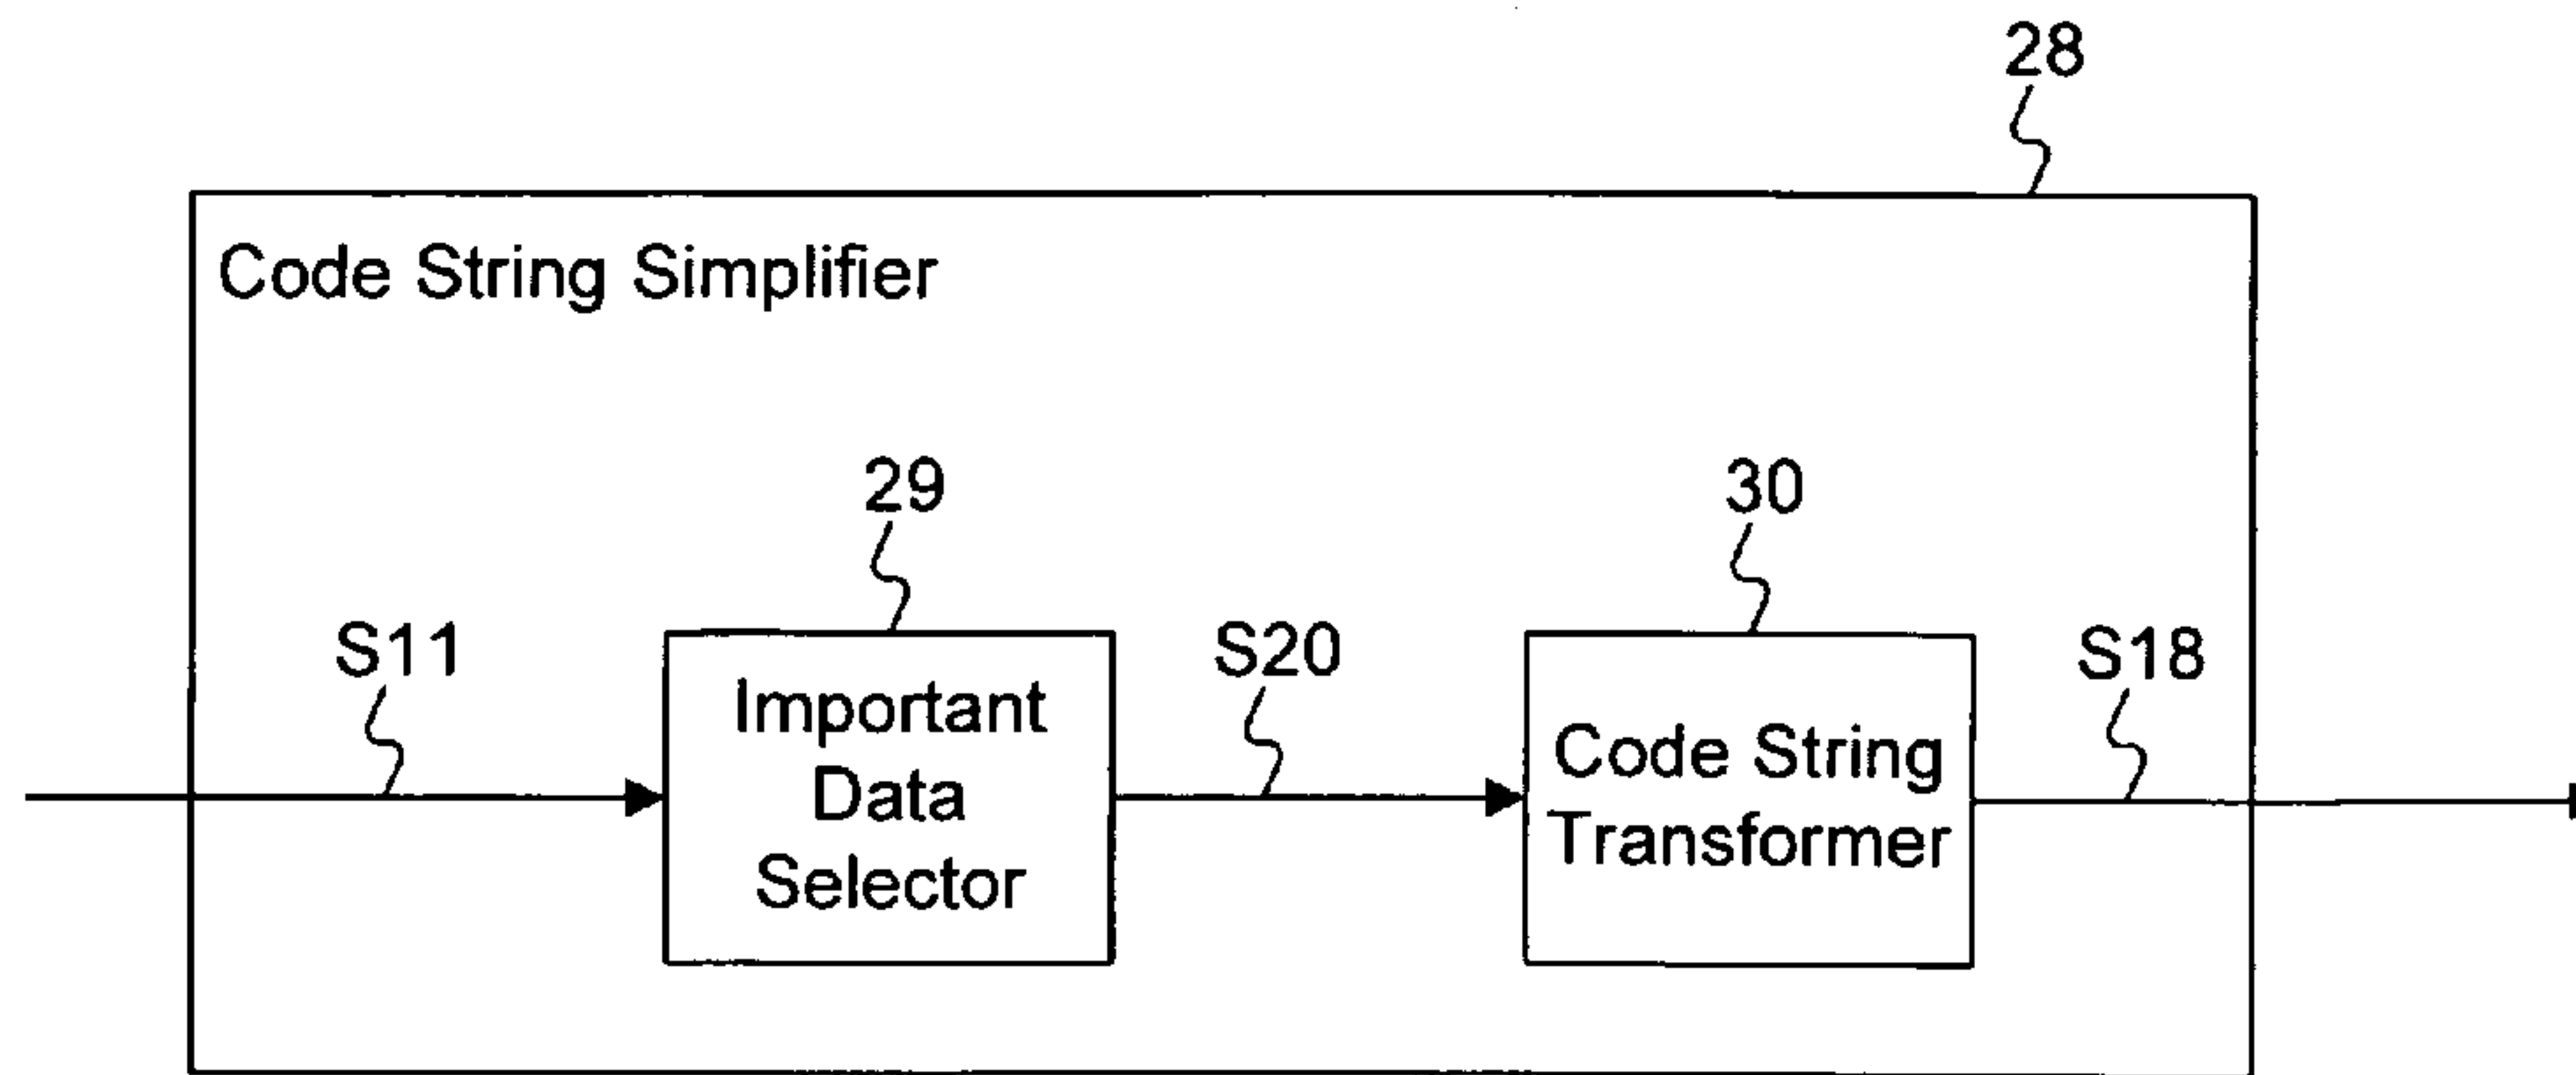 28
Code String Simplifier
29
30
S11
S20
S18
Important
Data
Selector
Code String
Transformer